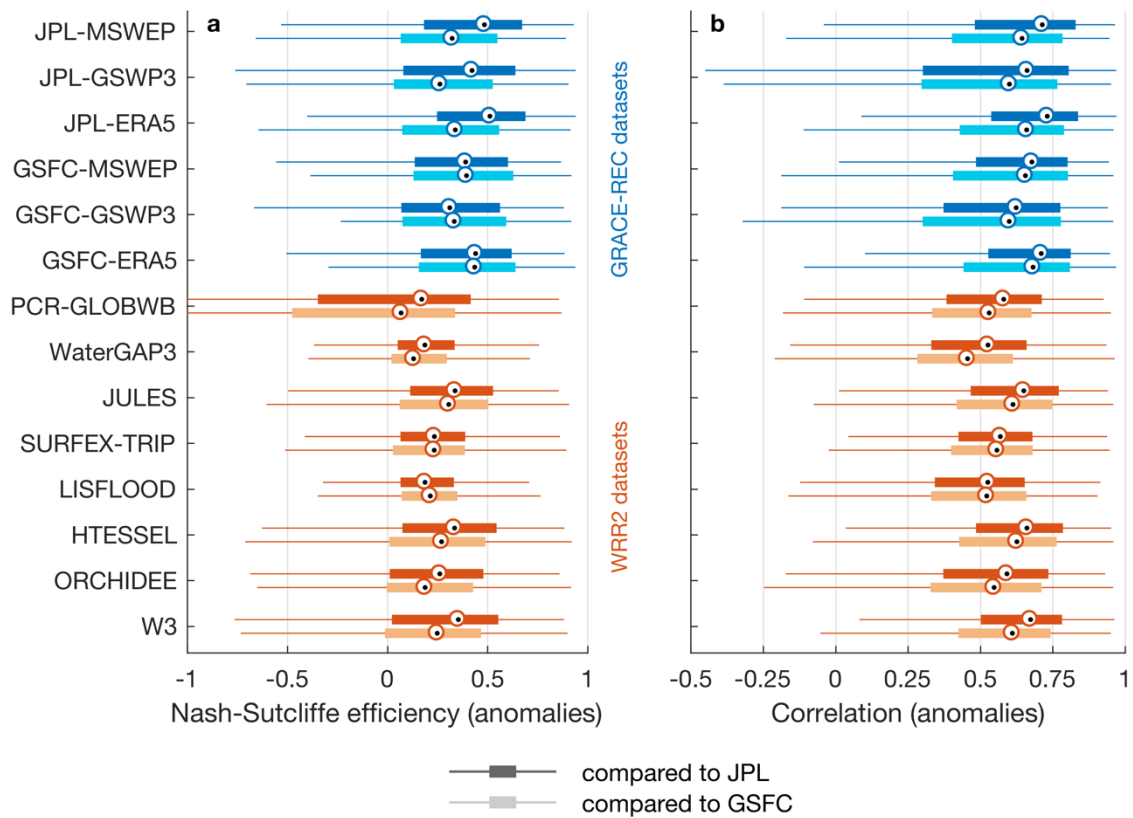 a
b
JPL-MSWEP
JPL-GSWP3
JPL-ERA5
GSFC-MSWEP
GSFC-GSWP3
GSFC-ERA5
PCR-GLOBWB
WaterGAP3
JULES
SURFEX-TRIP
LISFLOOD
HTESSEL
ORCHIDEE
W3
GRACE-REC datasets
WRR2 datasets
-1 -0.5 0 0.5 1
Nash-Sutcliffe efficiency (anomalies)
-0.5 -0.25 0 0.25 0.5 0.75 1
Correlation (anomalies)
compared to JPL
compared to GSFC